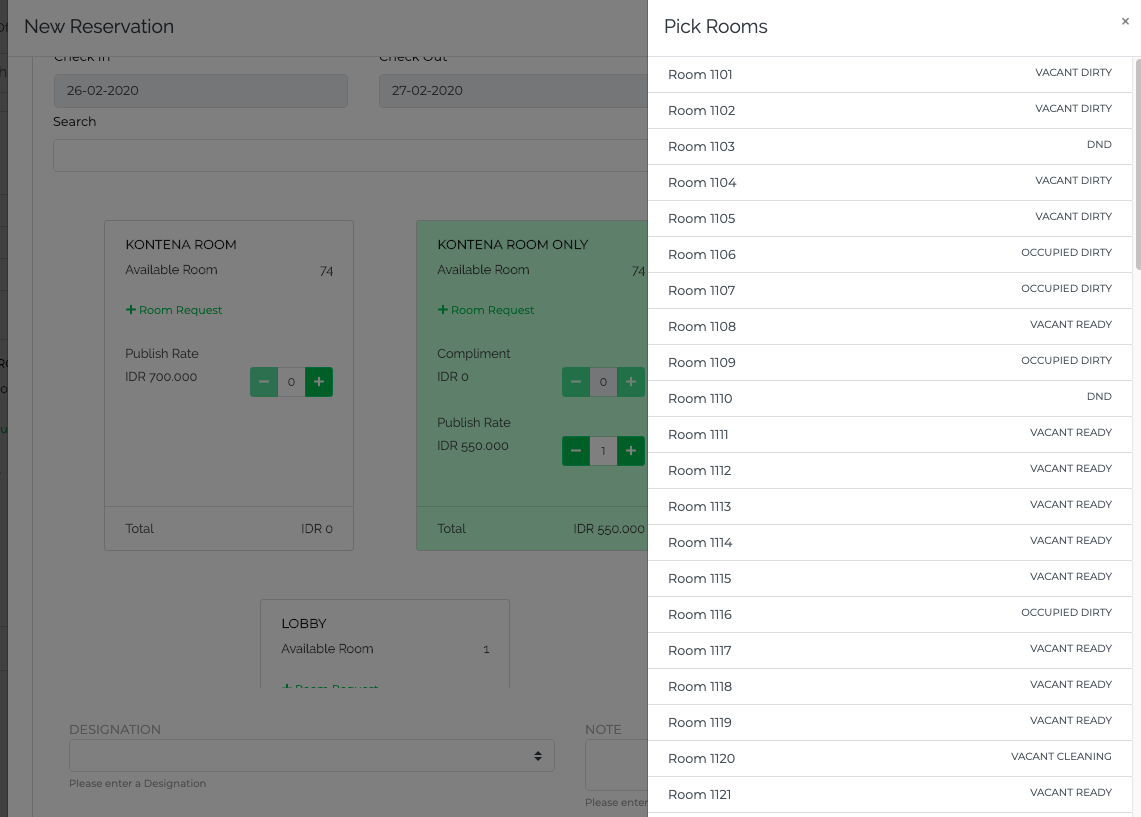 New Reservation
Check In
Check Out
26-02-2020
27-02-2020
Search
KONTENA ROOM
Available Room 74
+ Room Request
Publish Rate
IDR 700.000
− 0 +
Total IDR 0
KONTENA ROOM ONLY
Available Room 74
+ Room Request
Compliment
IDR 0
− 0 +
Publish Rate
IDR 550.000
− 1 +
Total IDR 550.000
LOBBY
Available Room 1
+ Room Request
DESIGNATION
Please enter a Designation
NOTE
Please enter
Pick Rooms
×
Room 1101 VACANT DIRTY
Room 1102 VACANT DIRTY
Room 1103 DND
Room 1104 VACANT DIRTY
Room 1105 VACANT DIRTY
Room 1106 OCCUPIED DIRTY
Room 1107 OCCUPIED DIRTY
Room 1108 VACANT READY
Room 1109 OCCUPIED DIRTY
Room 1110 DND
Room 1111 VACANT READY
Room 1112 VACANT READY
Room 1113 VACANT READY
Room 1114 VACANT READY
Room 1115 VACANT READY
Room 1116 OCCUPIED DIRTY
Room 1117 VACANT READY
Room 1118 VACANT READY
Room 1119 VACANT READY
Room 1120 VACANT CLEANING
Room 1121 VACANT READY